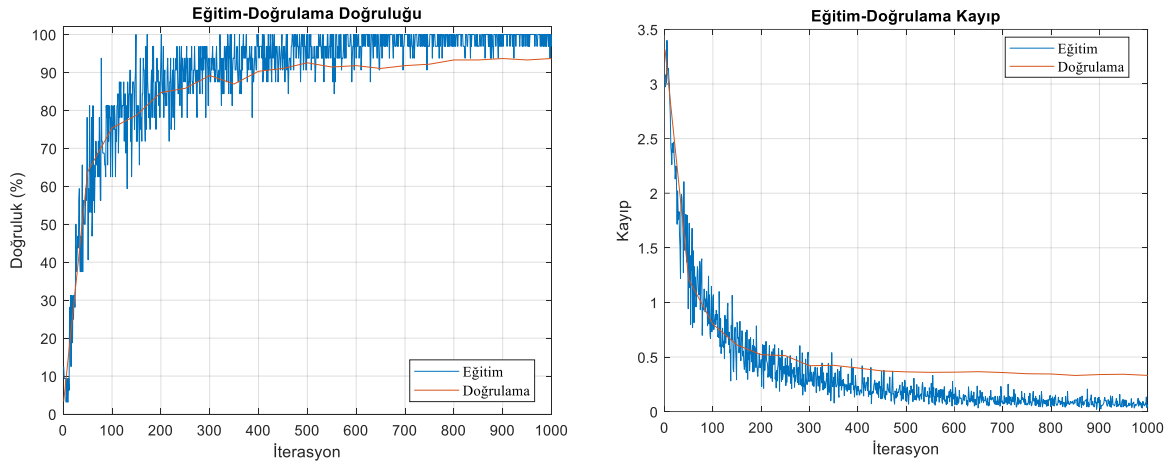 Eğitim-Doğrulama Doğruluğu
100
90
80
70
60
50
40
30
20
10
0
Doğruluk (%)
0 100 200 300 400 500 600 700 800 900 1000
İterasyon
Eğitim
Doğrulama
Eğitim-Doğrulama Kayıp
3.5
3
2.5
2
1.5
1
0.5
0
Kayıp
0 100 200 300 400 500 600 700 800 900 1000
İterasyon
Eğitim
Doğrulama